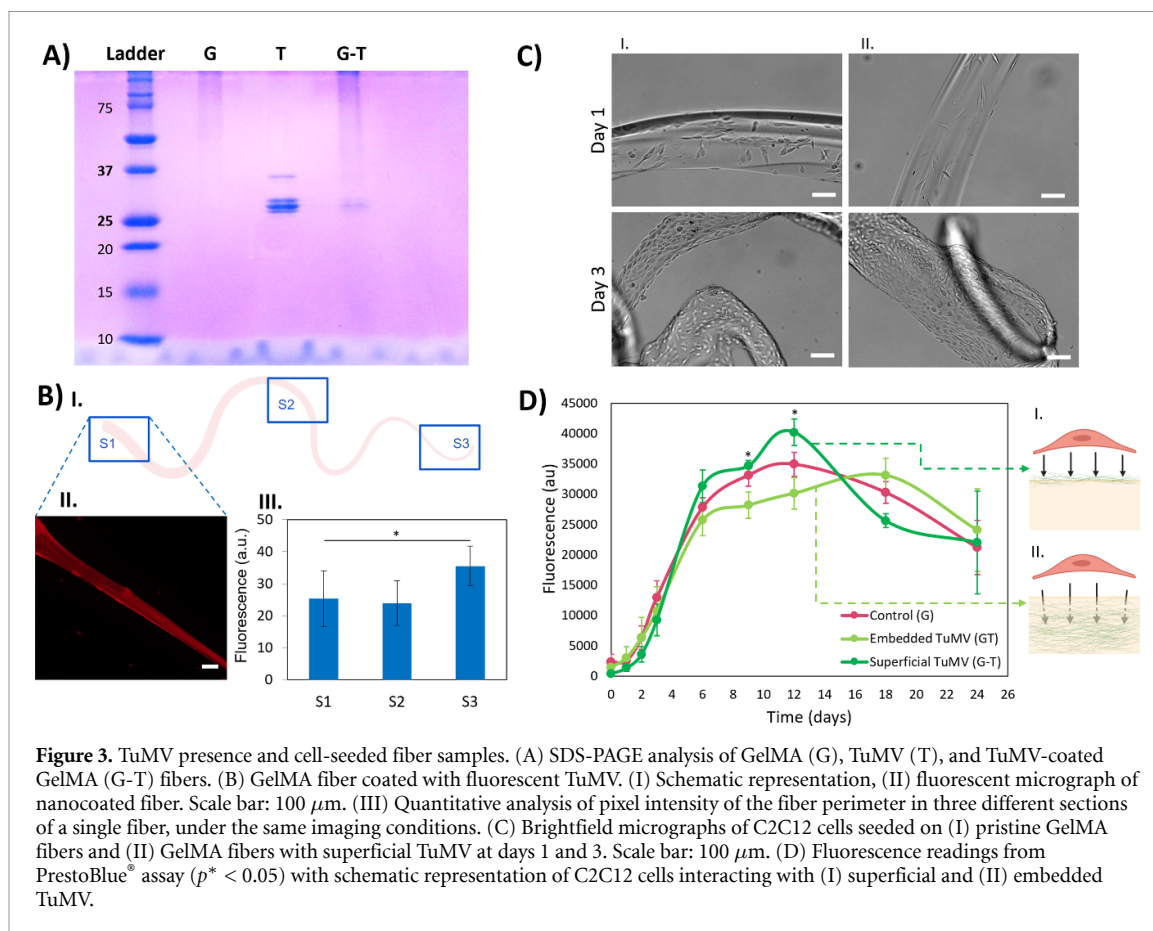 A)
Ladder G T G-T
75
37
25
20
15
10
B) I.
S1
S2
S3
II.
III.
Fluorescence (a.u.)
50
40
30
20
10
0
*
S1 S2 S3
C)
I. II.
Day 1
Day 3
D)
Fluorescence (au)
45000
40000
35000
30000
25000
20000
15000
10000
5000
0
*
*
Control (G)
Embedded TuMV (GT)
Superficial TuMV (G-T)
0 2 4 6 8 10 12 14 16 18 20 22 24 26
Time (days)
I.
II.
Figure 3. TuMV presence and cell-seeded fiber samples. (A) SDS-PAGE analysis of GelMA (G), TuMV (T), and TuMV-coated
GelMA (G-T) fibers. (B) GelMA fiber coated with fluorescent TuMV. (I) Schematic representation, (II) fluorescent micrograph of
nanocoated fiber. Scale bar: 100 μm. (III) Quantitative analysis of pixel intensity of the fiber perimeter in three different sections
of a single fiber, under the same imaging conditions. (C) Brightfield micrographs of C2C12 cells seeded on (I) pristine GelMA
fibers and (II) GelMA fibers with superficial TuMV at days 1 and 3. Scale bar: 100 μm. (D) Fluorescence readings from
PrestoBlue® assay (p* < 0.05) with schematic representation of C2C12 cells interacting with (I) superficial and (II) embedded
TuMV.